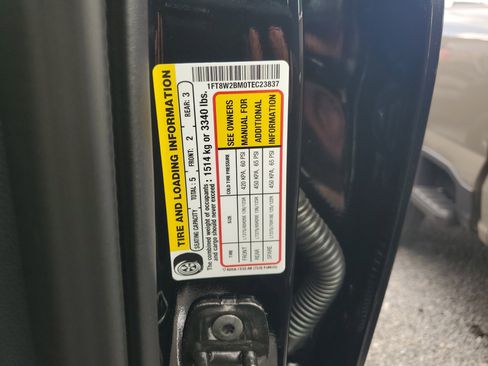 1FT8W2BM0TEC23837
TIRE AND LOADING INFORMATION
SEATING CAPACITY TOTAL: 5 FRONT: 2 REAR: 3
The combined weight of occupants
and cargo should never exceed : 1514 kg or 3340 lbs.
TYPE SIZE COLD TIRE PRESSURE
FRONT 420 KPA, 60 PSI
REAR 450 KPA, 65 PSI
SPARE 450 KPA, 65 PSI
SEE OWNERS
MANUAL FOR
ADDITIONAL
INFORMATION